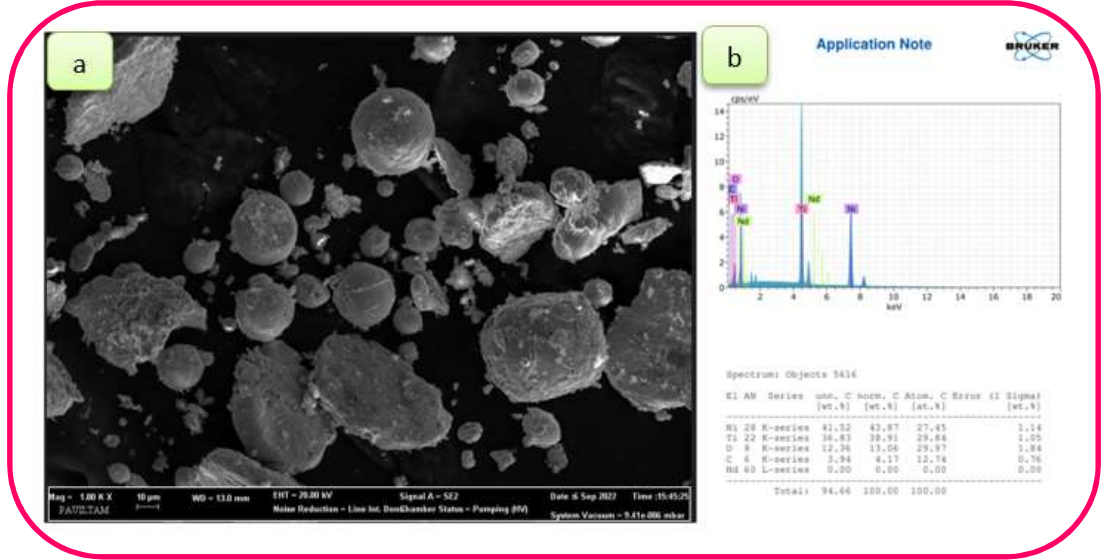 a
Mag = 1.00 K X
10 µm
WD = 13.0 mm
EHT = 20.00 kV
Signal A = SE2
Date :6 Sep 2022
Time :15:45:25
Noise Reduction = Line Int. Done
Chamber Status = Pumping (HV)
System Vacuum = 9.41e-006 mbar
b
Application Note
BRUKER
cps/eV
14
12
10
8
6
4
2
0
O
C
Ti
Ni
Nd
Ti
Nd
Ni
2 4 6 8 10 12 14 16 18 20
keV
Spectrum: Objects 5616
El AN Series unn. C norm. C Atom. C Error (1 Sigma)
[wt.%] [wt.%] [at.%] [wt.%]
Ni 28 K-series 41.52 43.87 27.45 1.14
Ti 22 K-series 36.83 38.91 29.84 1.05
O 8 K-series 12.36 13.06 29.97 1.84
C 6 K-series 3.94 4.17 12.74 0.76
Nd 60 L-series 0.00 0.00 0.00 0.00
Total: 94.66 100.00 100.00